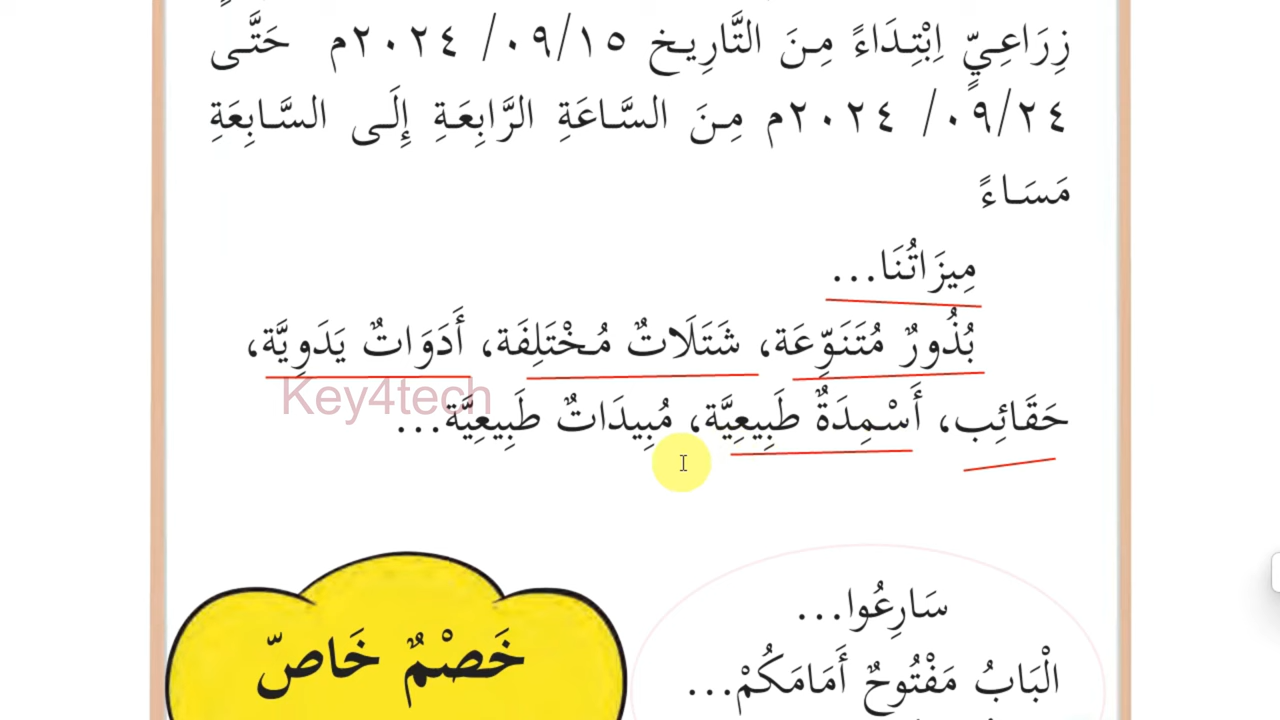 زِرَاعِيٍّ اِبْتِدَاءً مِنَ التَّارِيخِ ١٥/٠٩/ ٢٠٢٤م حَتَّى
٢٤/٠٩/ ٢٠٢٤م مِنَ السَّاعَةِ الرَّابِعَةِ إِلَى السَّابِعَةِ
مَسَاءً
مِيزَاتُنَا...
بُذُورٌ مُتَنَوِّعَة، شَتَلَاتٌ مُخْتَلِفَة، أَدَوَاتٌ يَدَوِيَّة،
حَقَائِب، أَسْمِدَةٌ طَبِيعِيَّة، مُبِيدَاتٌ طَبِيعِيَّة...
Key4tech
سَارِعُوا...
الْبَابُ مَفْتُوحٌ أَمَامَكُمْ...
خَصْمٌ خَاصّ